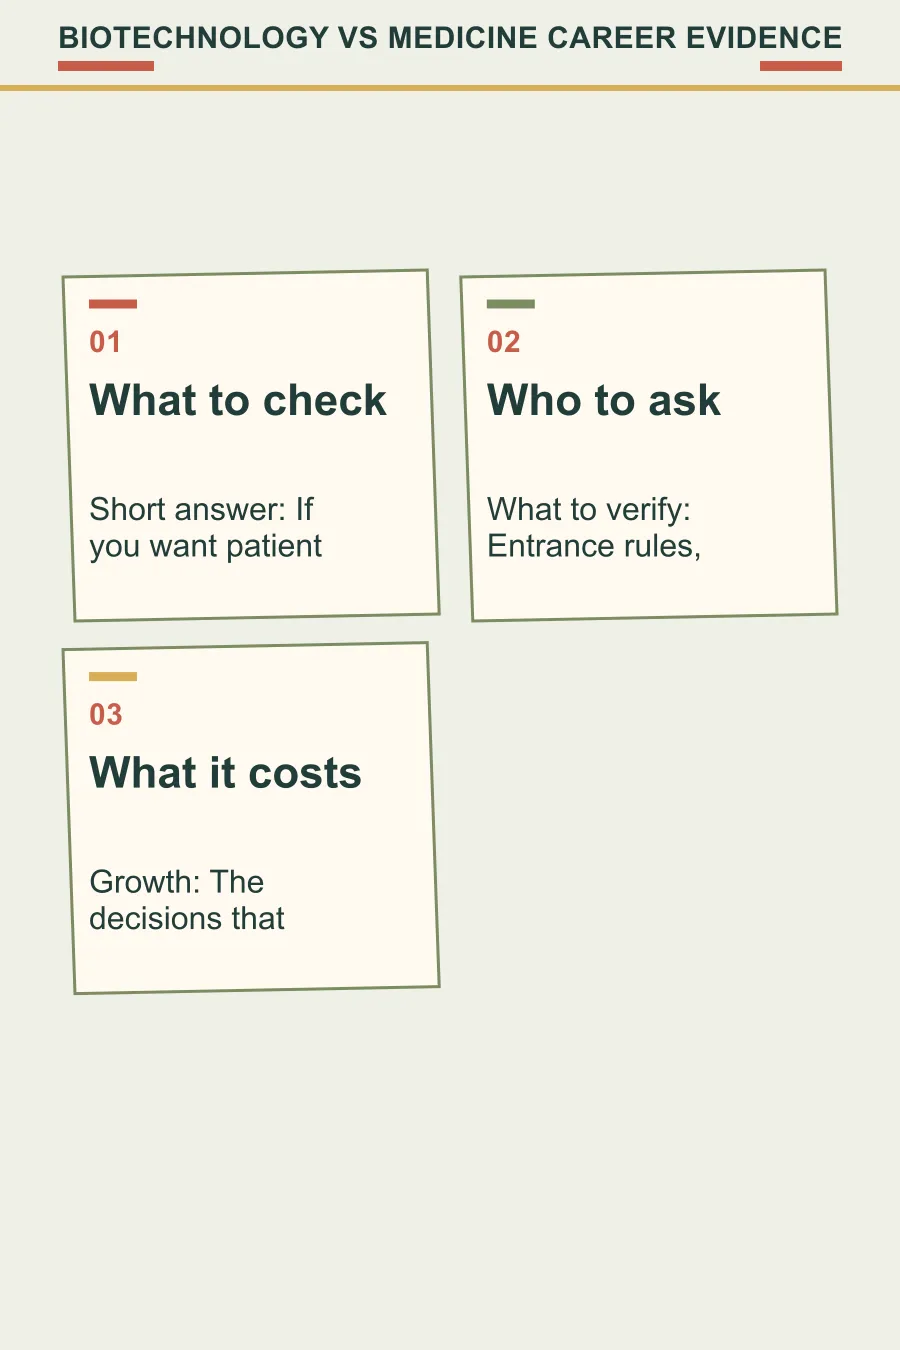 BIOTECHNOLOGY VS MEDICINE CAREER EVIDENCE
01
What to check
Short answer: If
you want patient
02
Who to ask
What to verify:
Entrance rules,
03
What it costs
Growth: The
decisions that